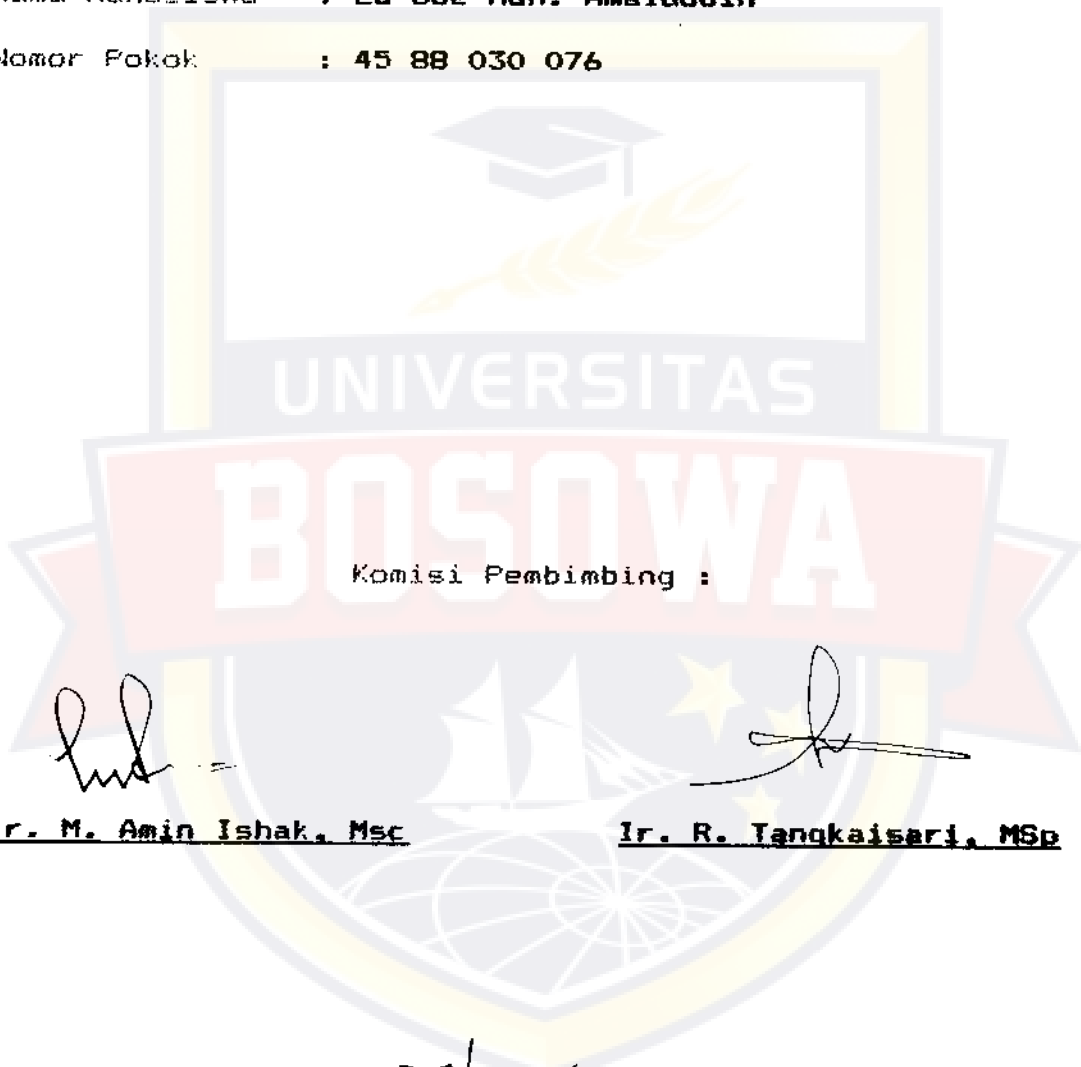 Nomor Pokok : 45 88 030 076
UNIVERSITAS
BOSOWA
Komisi Pembimbing :
r. M. Amin Ishak, Msc Ir. R. Tangkaisari, MSp